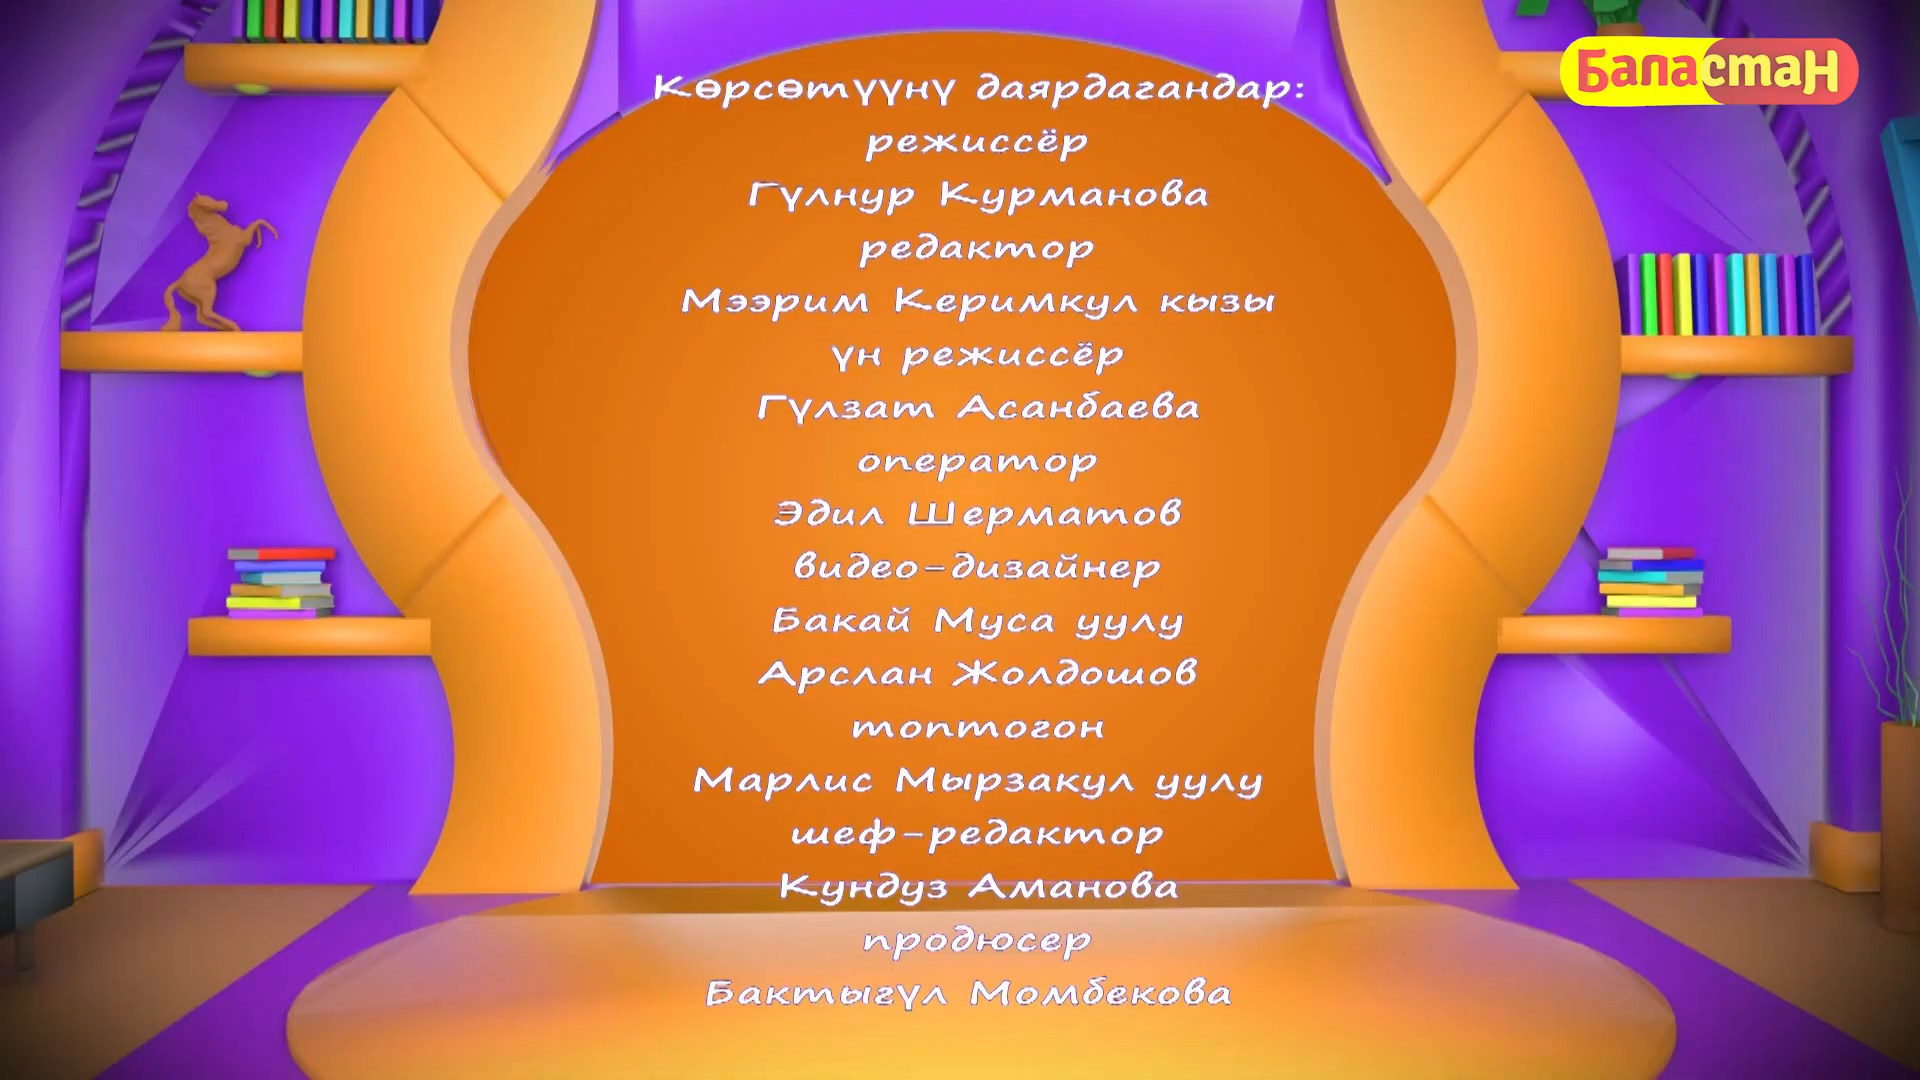 Баластан
Көрсөтүүнү даярдагандар:
режиссёр
Гүлнур Курманова
редактор
Мээрим Керимкул кызы
үн режиссёр
Гүлзат Асанбаева
оператор
Эдил Шерматов
видео-дизайнер
Бакай Муса уулу
Арслан Жолдошов
топтогон
Марлис Мырзакул уулу
шеф-редактор
Кундуз Аманова
продюсер
Бактыгүл Момбекова